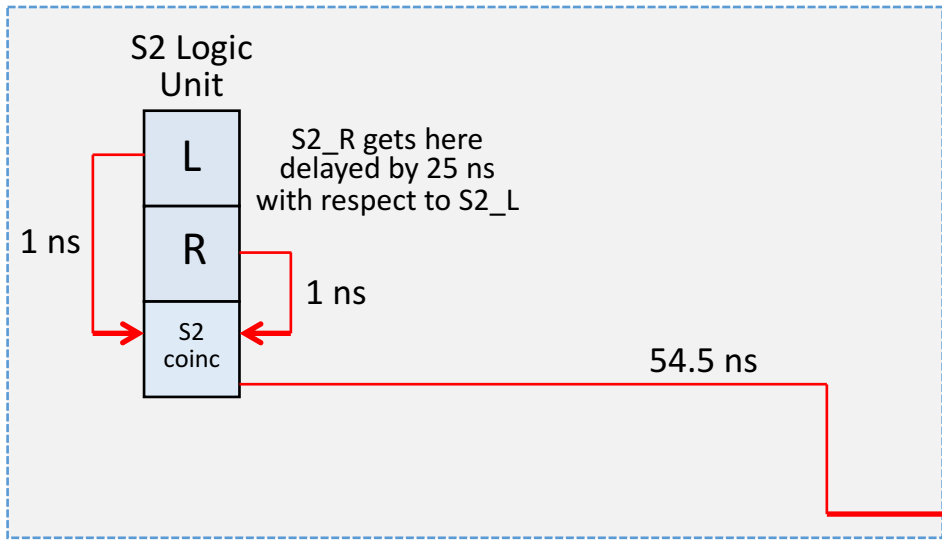 S2 Logic
Unit
L
S2_R gets here
delayed by 25 ns
with respect to S2_L
1 ns
R
1 ns
S2
coinc
54.5 ns